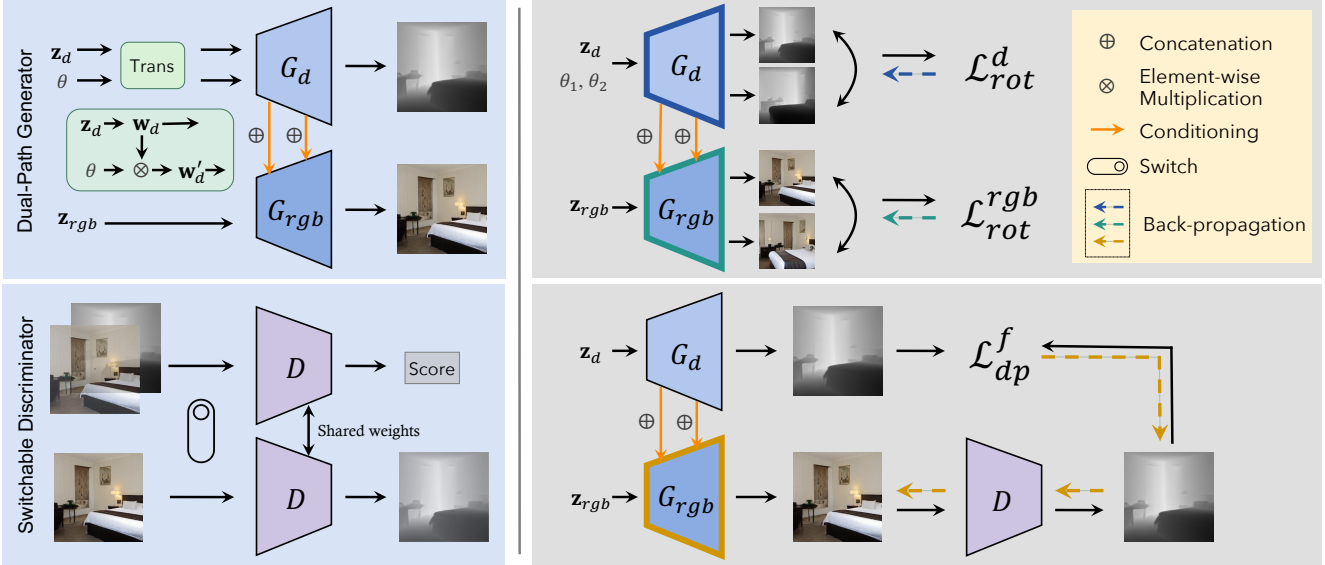 Dual-Path Generator
z_d
θ
Trans
G_d
z_d
w_d
⊕
⊕
θ
⊗
w'_d
z_rgb
G_rgb
Switchable Discriminator
D
Score
Shared weights
D
z_d
θ_1, θ_2
G_d
L^d_rot
⊕
⊕
z_rgb
G_rgb
L^rgb_rot
⊕ Concatenation
⊗ Element-wise
Multiplication
Conditioning
Switch
Back-propagation
z_d
G_d
L^f_dp
⊕
⊕
z_rgb
G_rgb
D